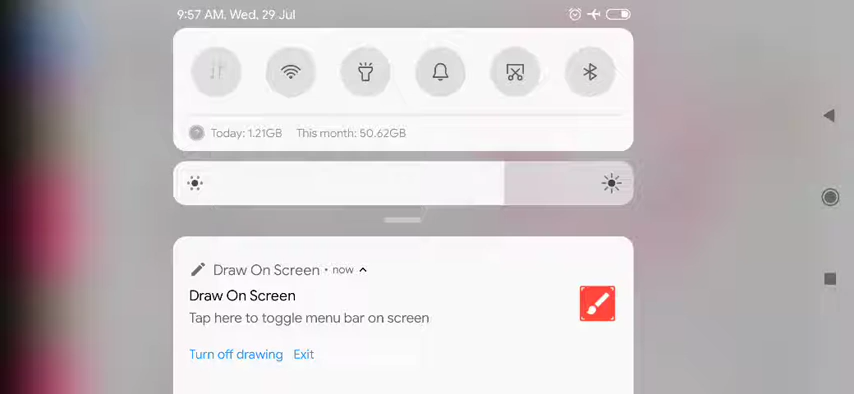 9:57 AM. Wed, 29 Jul
Today: 1.21GB This month: 50.62GB
Draw On Screen • now
Draw On Screen
Tap here to toggle menu bar on screen
Turn off drawing Exit